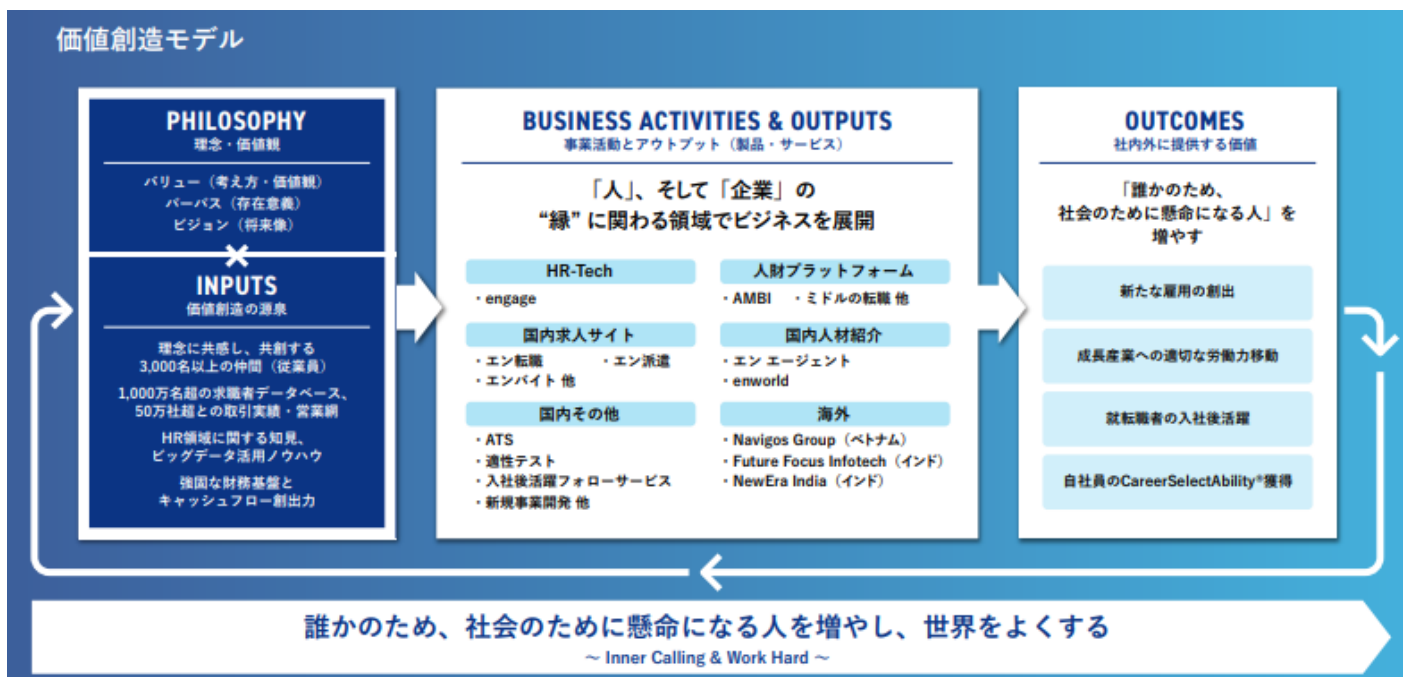 価値創造モデル
PHILOSOPHY
理念・価値観
バリュー（考え方・価値観）
パーパス（存在意義）
ビジョン（将来像）
×
INPUTS
価値創造の源泉
理念に共感し、共創する
3,000名以上の仲間（従業員）
1,000万名超の求職者データベース、
50万社超との取引実績・営業網
HR領域に関する知見、
ビッグデータ活用ノウハウ
強固な財務基盤と
キャッシュフロー創出力
BUSINESS ACTIVITIES & OUTPUTS
事業活動とアウトプット（製品・サービス）
「人」、そして「企業」の
“縁” に関わる領域でビジネスを展開
HR-Tech
・engage
人財プラットフォーム
・AMBI ・ミドルの転職 他
国内求人サイト
・エン転職 ・エン派遣
・エンバイト 他
国内人材紹介
・エン エージェント
・enworld
国内その他
・ATS
・適性テスト
・入社後活躍フォローサービス
・新規事業開発 他
海外
・Navigos Group（ベトナム）
・Future Focus Infotech（インド）
・NewEra India（インド）
OUTCOMES
社内外に提供する価値
「誰かのため、
社会のために懸命になる人」を
増やす
新たな雇用の創出
成長産業への適切な労働力移動
就転職者の入社後活躍
自社員のCareerSelectAbility®獲得
誰かのため、社会のために懸命になる人を増やし、世界をよくする
～ Inner Calling & Work Hard ～